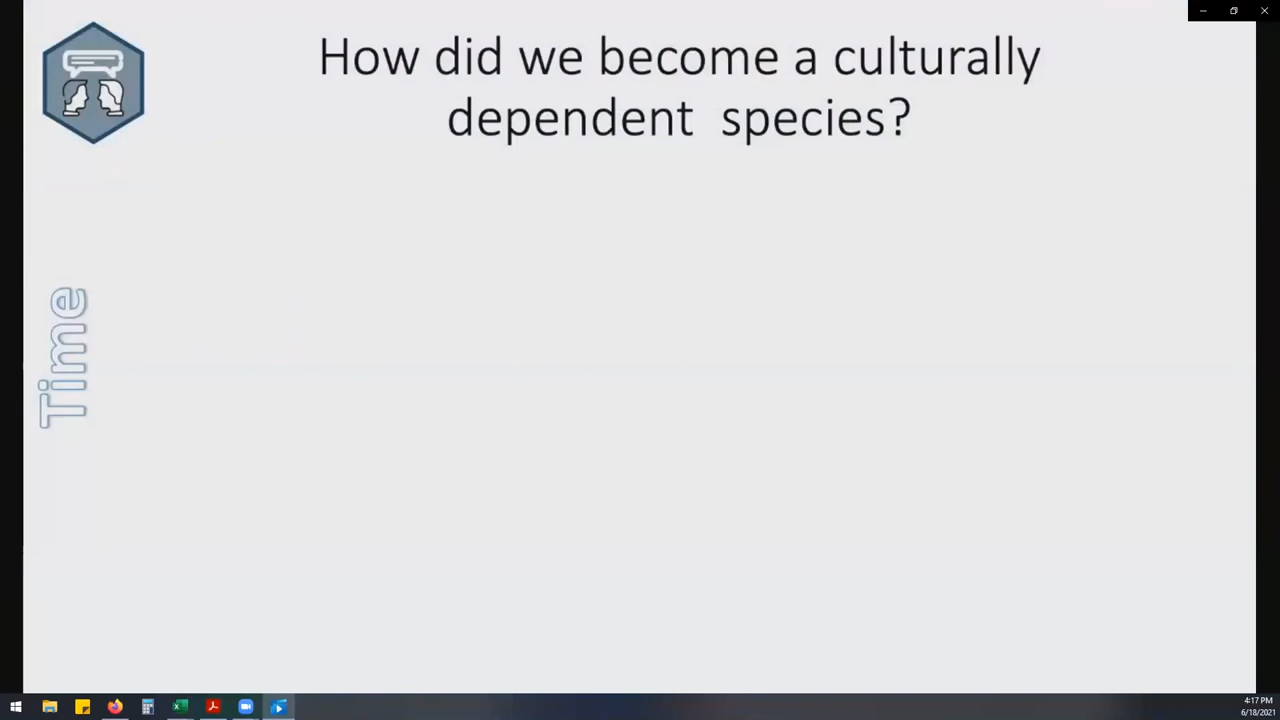 How did we become a culturally
dependent species?
Time
4:17 PM
6/18/2021